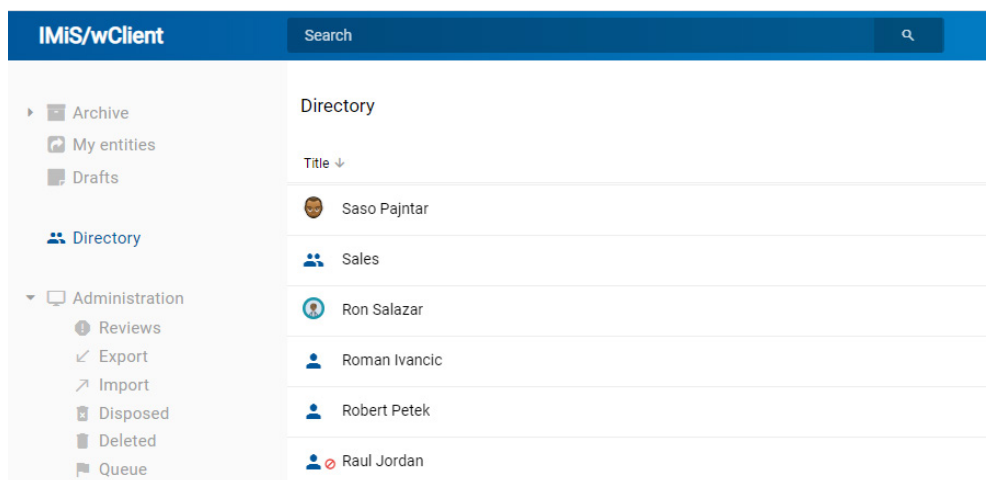 IMiS/wClient
Search
Archive
My entities
Drafts
Directory
Administration
Reviews
Export
Import
Disposed
Deleted
Queue
Directory
Title
Saso Pajntar
Sales
Ron Salazar
Roman Ivancic
Robert Petek
Raul Jordan